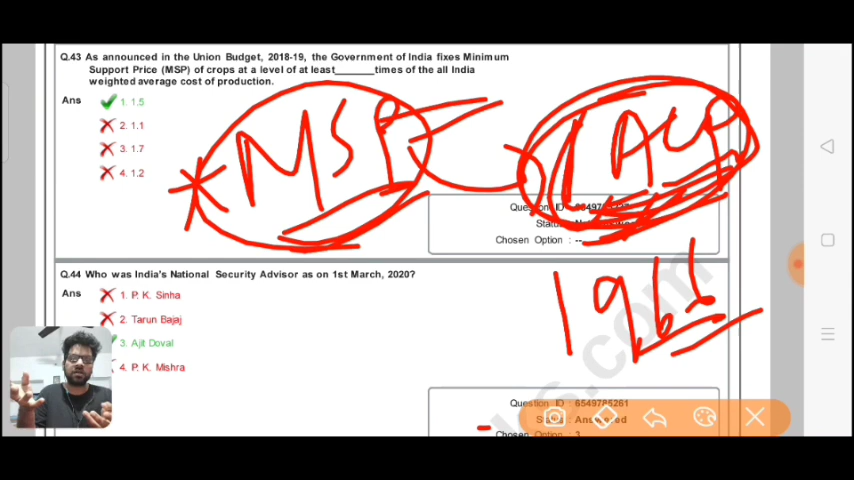 Q.43 As announced in the Union Budget, 2018-19, the Government of India fixes Minimum
Support Price (MSP) of crops at a level of at least_______times of the all India
weighted average cost of production.
Ans
1. 1.5
2. 1.1
3. 1.7
4. 1.2
MSP
Question ID
Chosen Option : --
Q.44 Who was India's National Security Advisor as on 1st March, 2020?
Ans
1. P. K. Sinha
2. Tarun Bajaj
3. Ajit Doval
4. P. K. Mishra
Question ID : 6549785261
Status : Answered
Chosen Option : 3